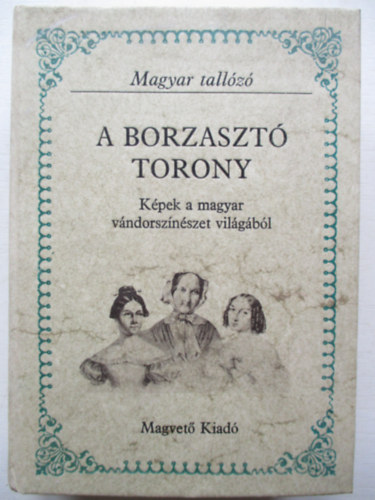 Magyar tallózó
A BORZASZTÓ
TORONY
Képek a magyar
vándorszínészet világából
Magvető Kiadó